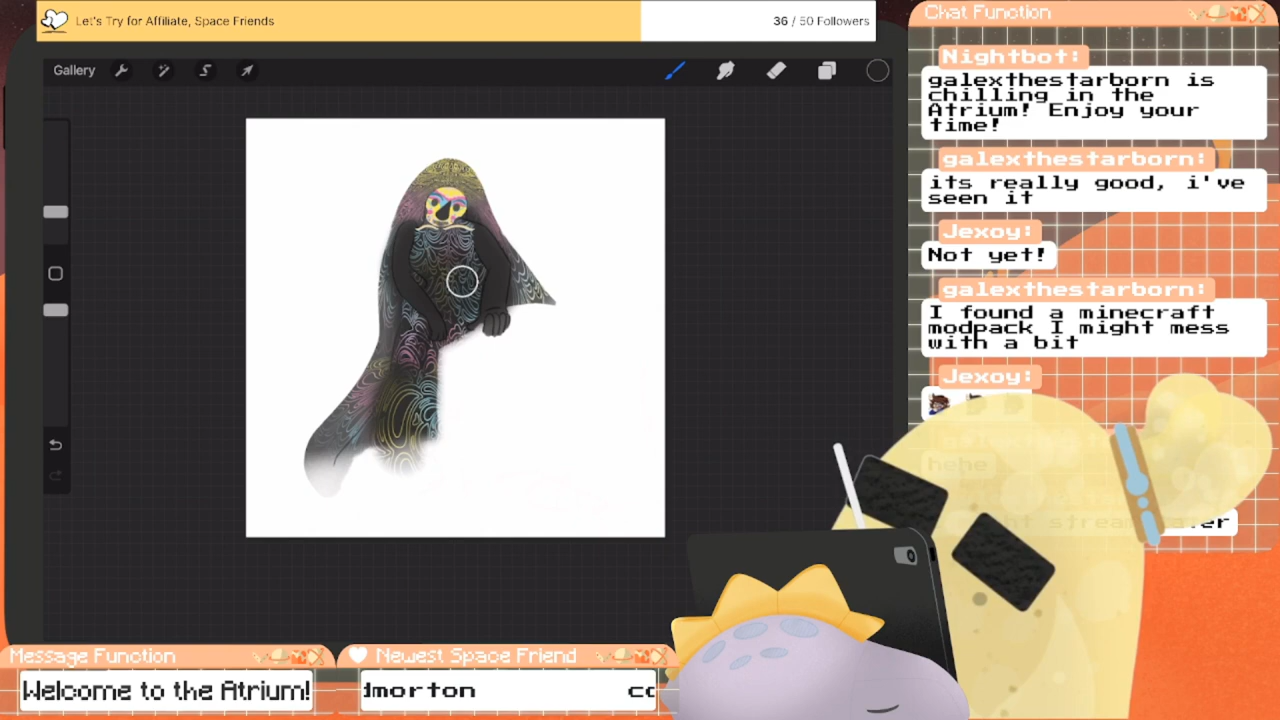 Let's Try for Affiliate, Space Friends
36 / 50 Followers
Gallery
Chat Function
Nightbot:
galexthestarborn is
chilling in the
Atrium! Enjoy your
time!
galexthestarborn:
its really good, i've
seen it
Jexoy:
Not yet!
galexthestarborn:
I found a minecraft
modpack I might mess
with a bit
Jexoy:
hehe
Message Function
Welcome to the Atrium!
Newest Space Friend